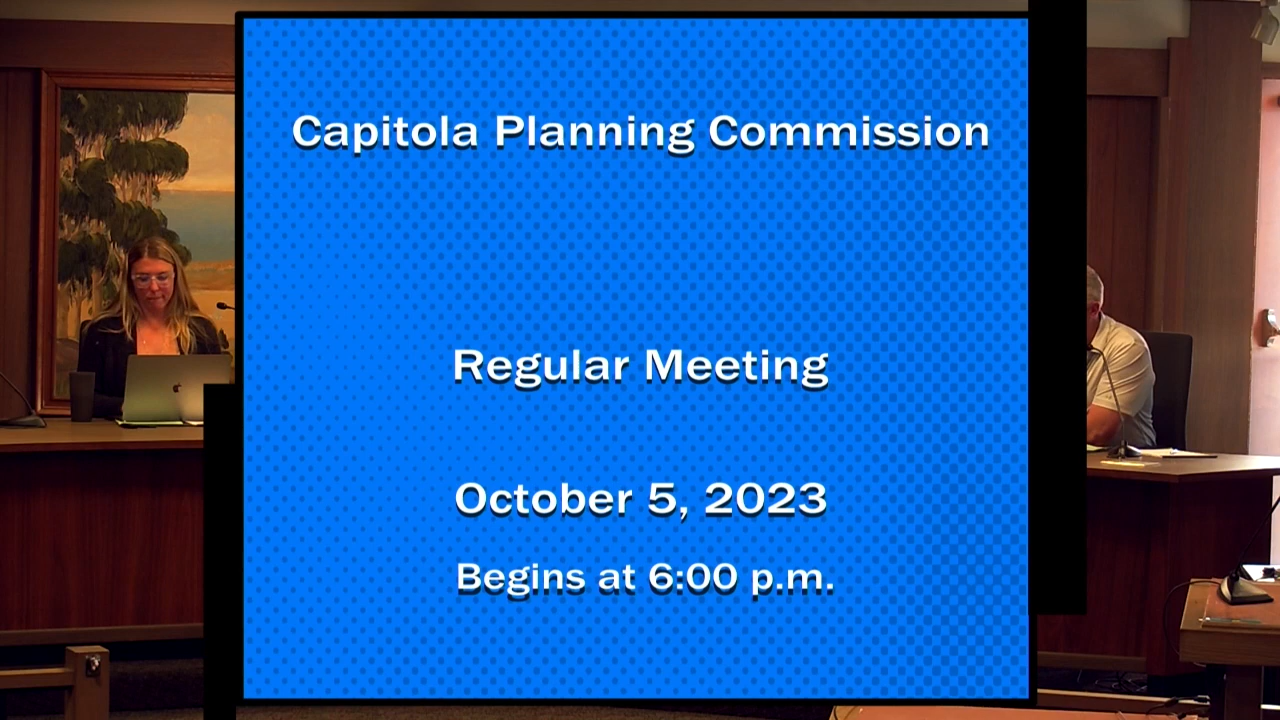 Capitola Planning Commission
Regular Meeting
October 5, 2023
Begins at 6:00 p.m.